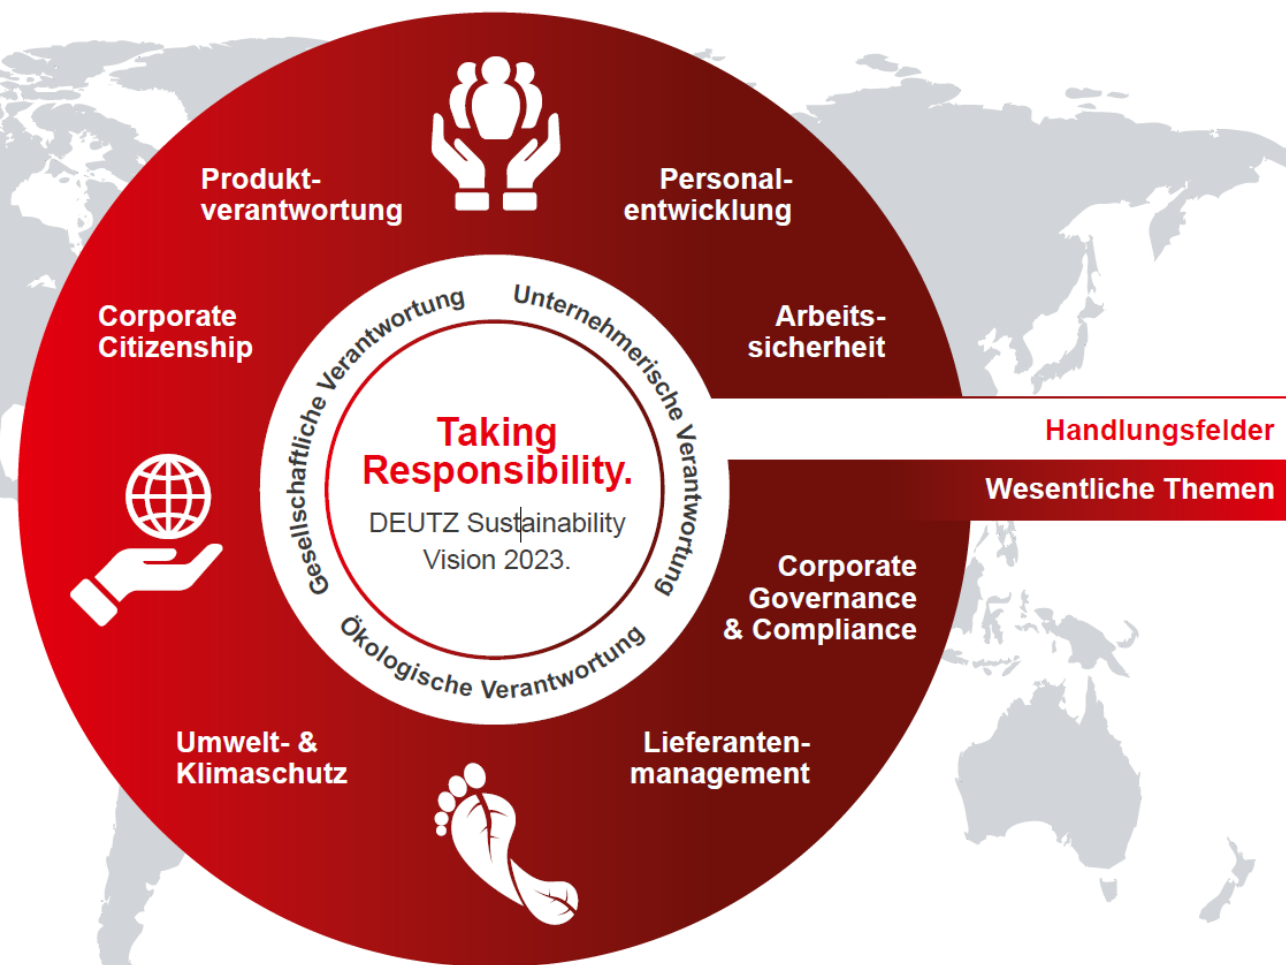 Produkt-
verantwortung
Personal-
entwicklung
Corporate
Citizenship
Arbeits-
sicherheit
Gesellschaftliche Verantwortung
Unternehmerische Verantwortung
Ökologische Verantwortung
Taking
Responsibility.
DEUTZ Sustainability
Vision 2023.
Handlungsfelder
Wesentliche Themen
Corporate
Governance
& Compliance
Umwelt- &
Klimaschutz
Lieferanten-
management